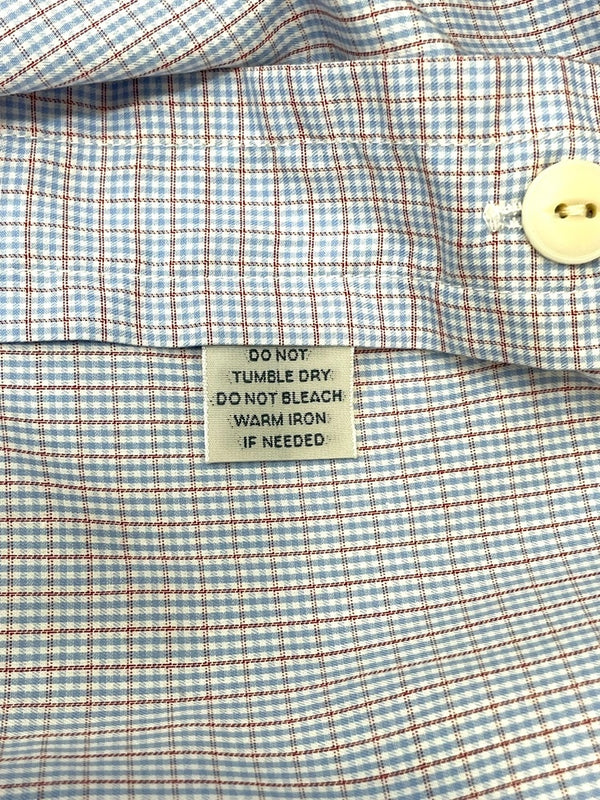 DO NOT
TUMBLE DRY
DO NOT BLEACH
WARM IRON
IF NEEDED